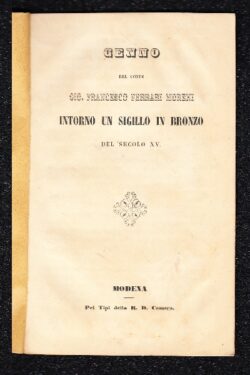 GENNO
DEL CONTE
GIO. FRANCESCO FERRARI MORENI
INTORNO UN SIGILLO IN BRONZO
DEL SECOLO XV.
MODENA
Pei Tipi della R. D. Camera.